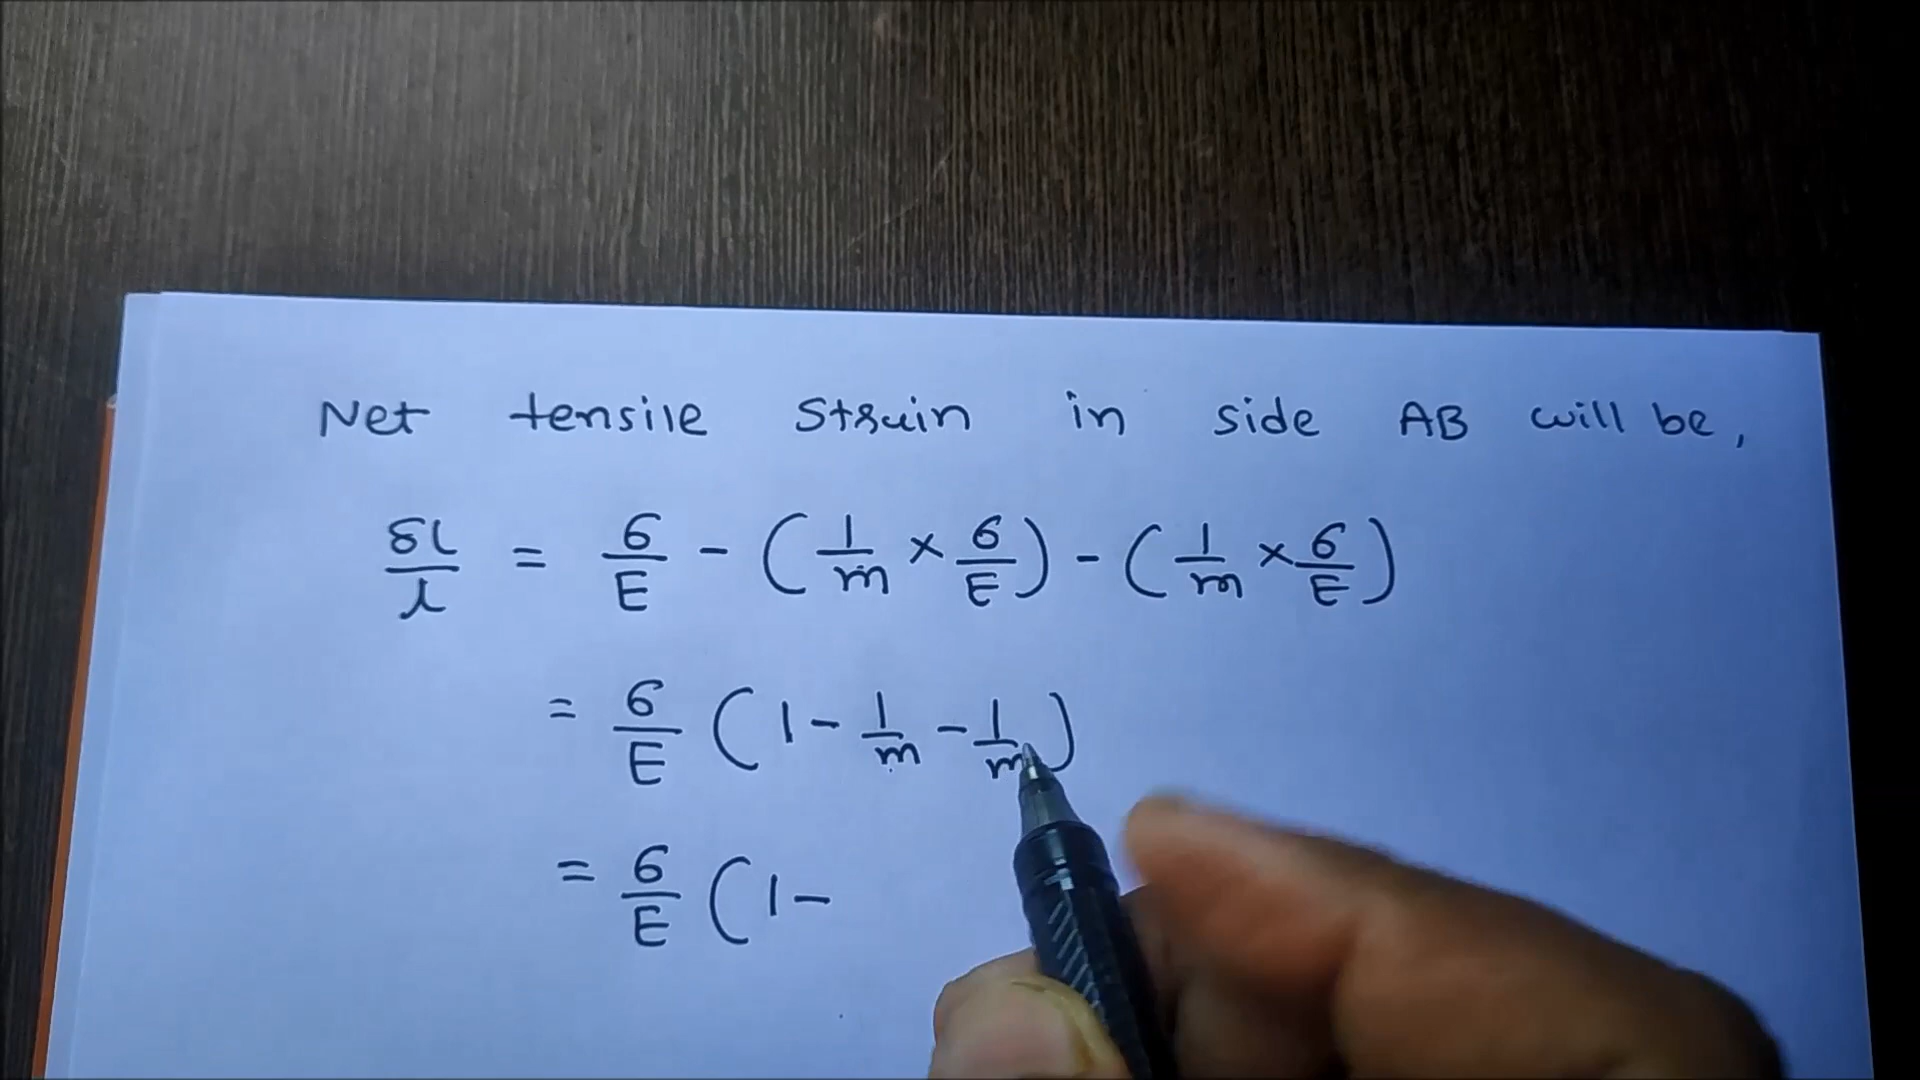 Net tensile Strain in side AB will be,
δl/l = σ/E - (1/m × σ/E) - (1/m × σ/E)
= σ/E (1 - 1/m - 1/m)
= σ/E (1 -